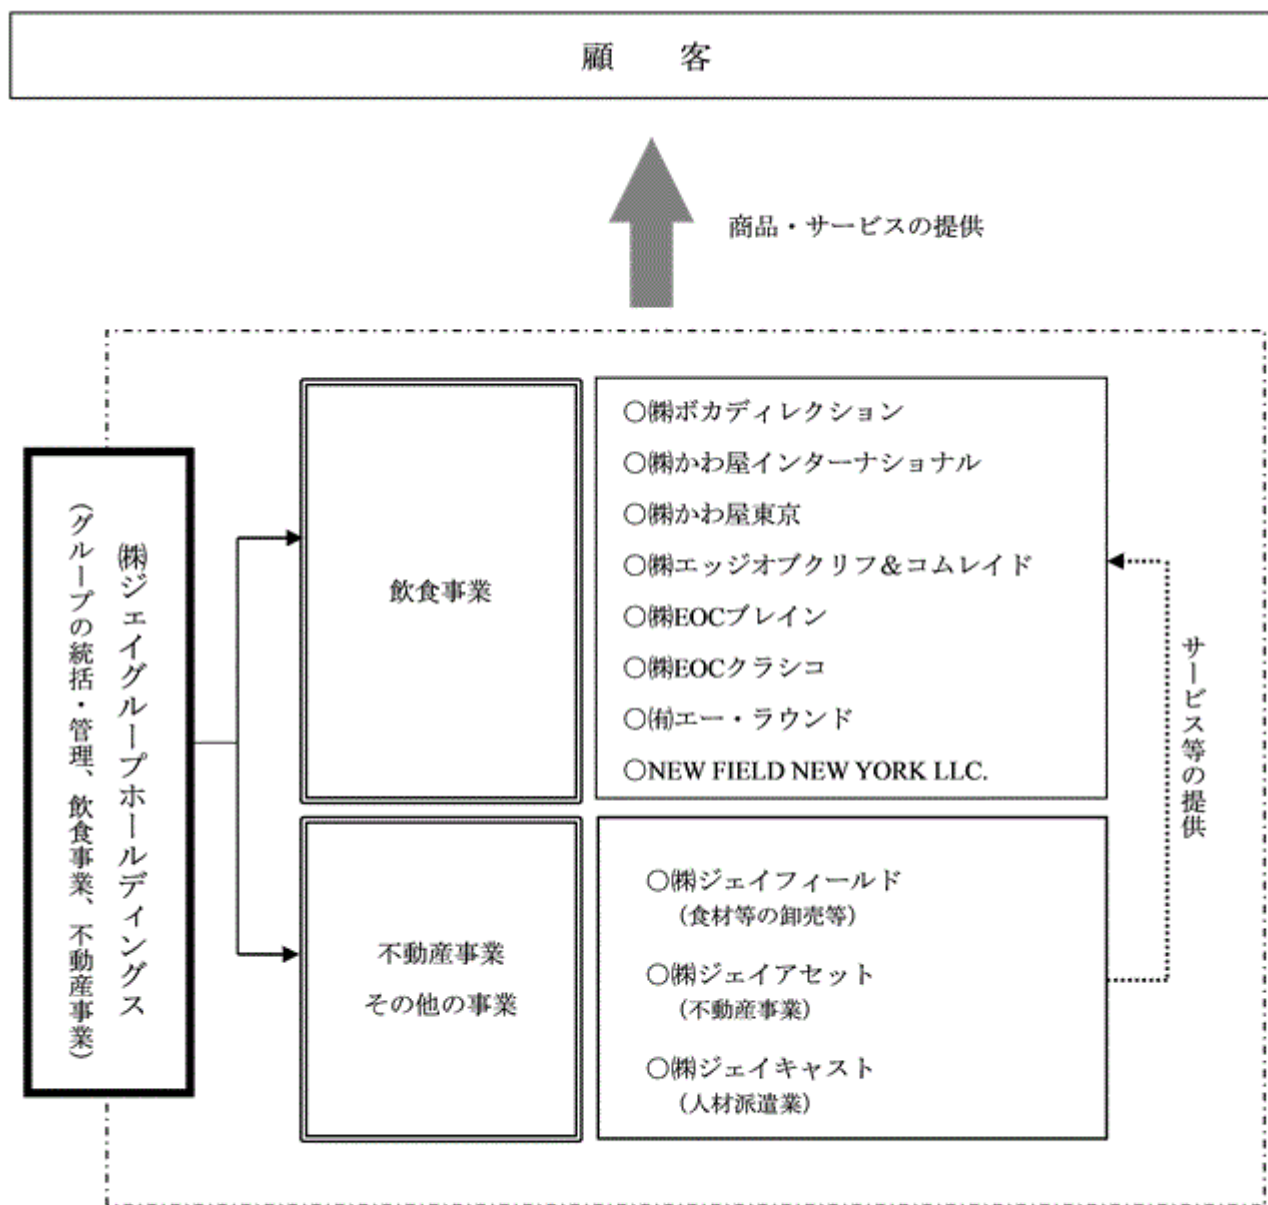 顧　　客
商品・サービスの提供
㈱ジェイグループホールディングス
（グループの統括・管理、飲食事業、不動産事業）
飲食事業
○㈱ボカディレクション
○㈱かわ屋インターナショナル
○㈱かわ屋東京
○㈱エッジオブクリフ＆コムレイド
○㈱EOCブレイン
○㈱EOCクラシコ
○㈲エー・ラウンド
○NEW FIELD NEW YORK LLC.
サービス等の提供
不動産事業
その他の事業
○㈱ジェイフィールド
（食材等の卸売等）
○㈱ジェイアセット
（不動産事業）
○㈱ジェイキャスト
（人材派遣業）